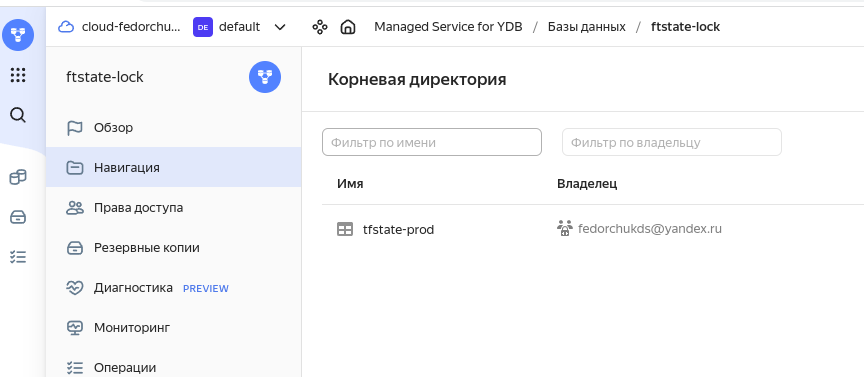 cloud-fedorchu...
DE
default
Managed Service for YDB / Базы данных / ftstate-lock
ftstate-lock
Обзор
Навигация
Права доступа
Резервные копии
Диагностика PREVIEW
Мониторинг
Операции
Корневая директория
Фильтр по имени
Фильтр по владельцу
Имя
Владелец
tfstate-prod
fedorchukds@yandex.ru